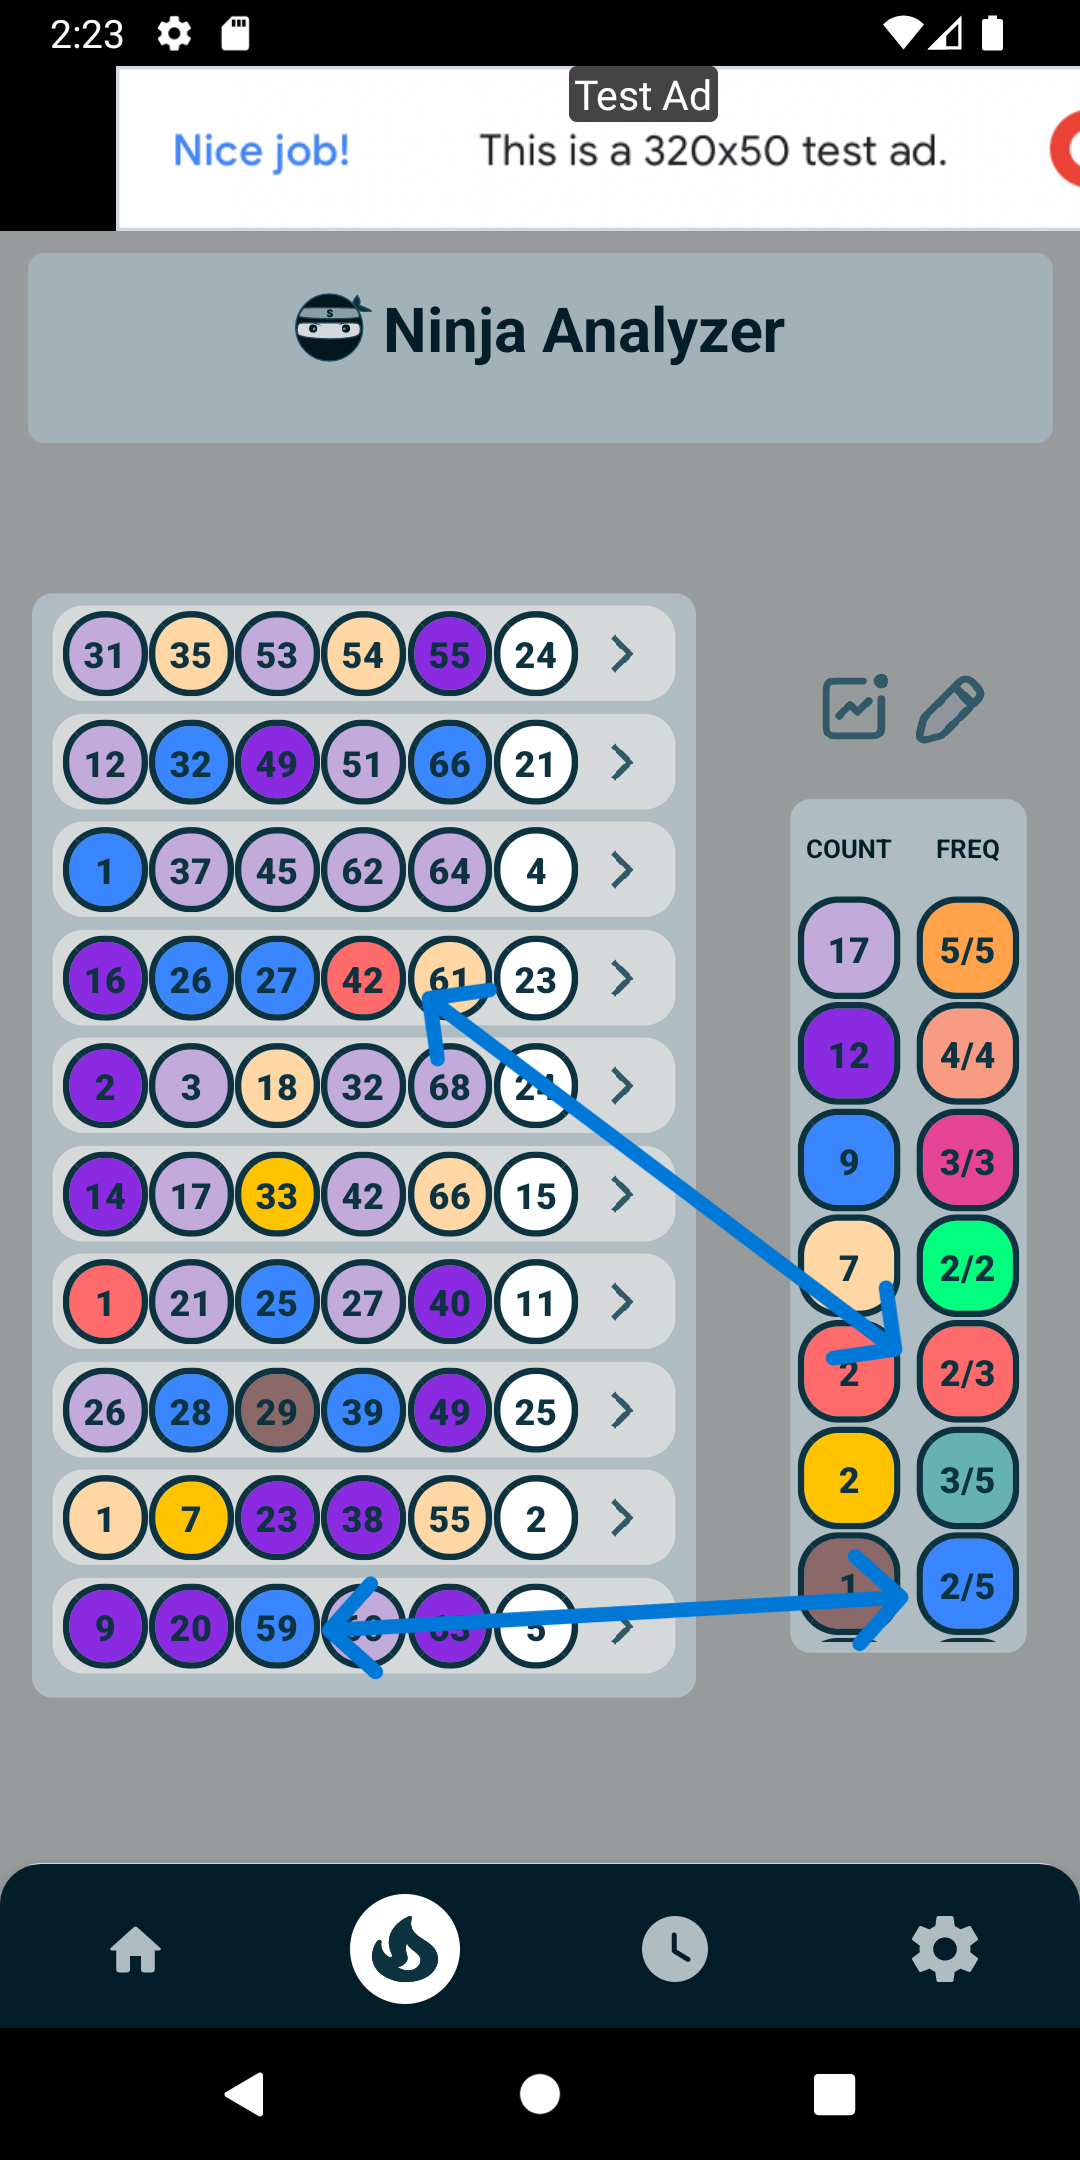 2:23
Test Ad
Nice job! This is a 320x50 test ad.
Ninja Analyzer
31 35 53 54 55 24
12 32 49 51 66 21
1 37 45 62 64 4
16 26 27 42 61 23
2 3 18 32 68 24
14 17 33 42 66 15
1 21 25 27 40 11
26 28 29 39 49 25
1 7 23 38 55 2
9 20 59 5
COUNT FREQ
17 5/5
12 4/4
9 3/3
7 2/2
2 2/3
2 3/5
1 2/5